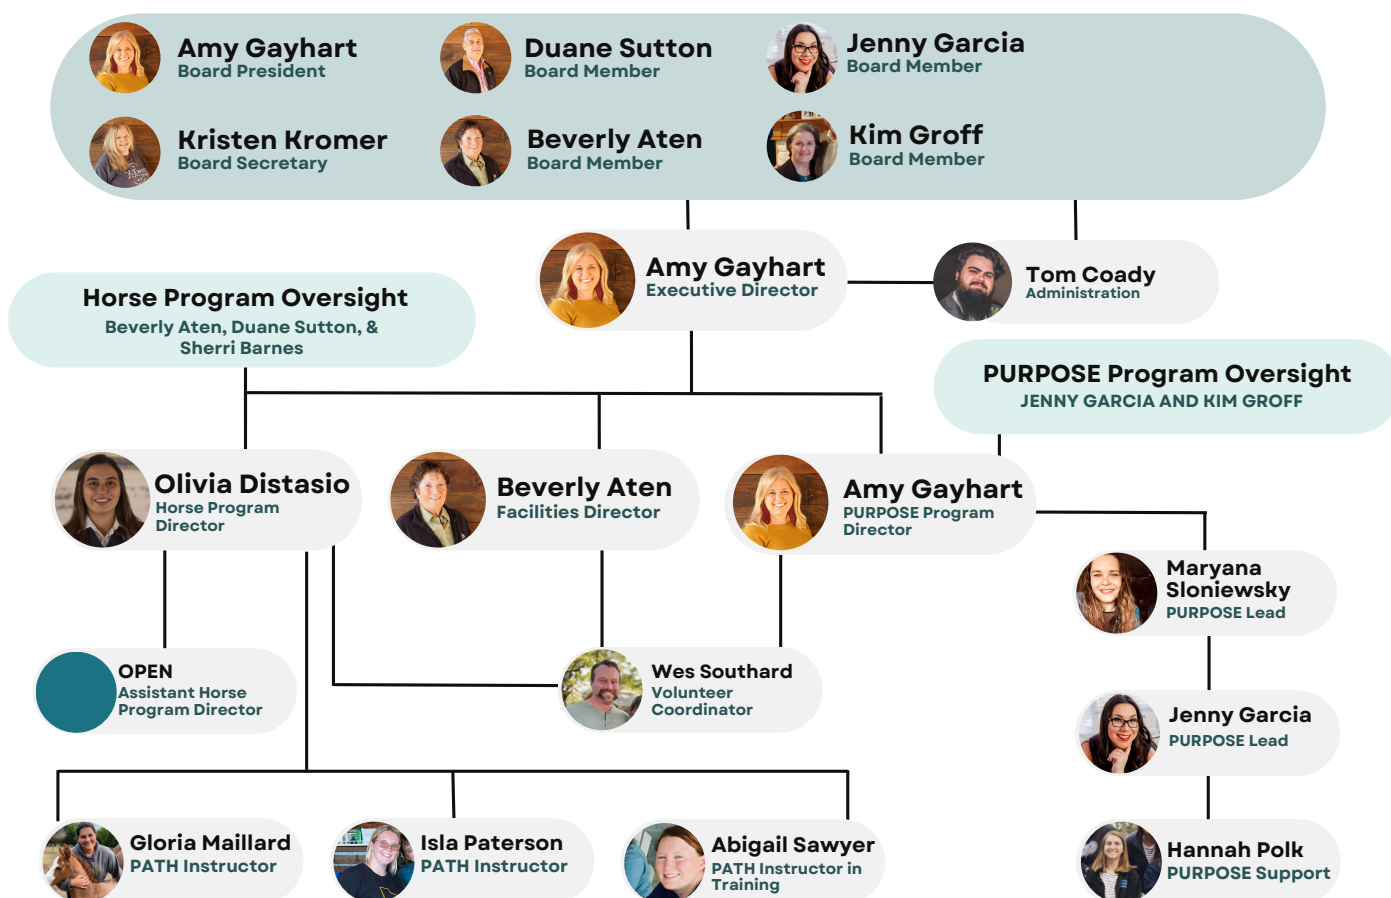 Amy Gayhart
Board President
Duane Sutton
Board Member
Jenny Garcia
Board Member
Kristen Kromer
Board Secretary
Beverly Aten
Board Member
Kim Groff
Board Member
Amy Gayhart
Executive Director
Tom Coady
Administration
Horse Program Oversight
Beverly Aten, Duane Sutton, &
Sherri Barnes
PURPOSE Program Oversight
JENNY GARCIA AND KIM GROFF
Olivia Distasio
Horse Program
Director
Beverly Aten
Facilities Director
Amy Gayhart
PURPOSE Program
Director
Maryana
Sloniewsky
PURPOSE Lead
OPEN
Assistant Horse
Program Director
Wes Southard
Volunteer
Coordinator
Jenny Garcia
PURPOSE Lead
Gloria Maillard
PATH Instructor
Isla Paterson
PATH Instructor
Abigail Sawyer
PATH Instructor in
Training
Hannah Polk
PURPOSE Support